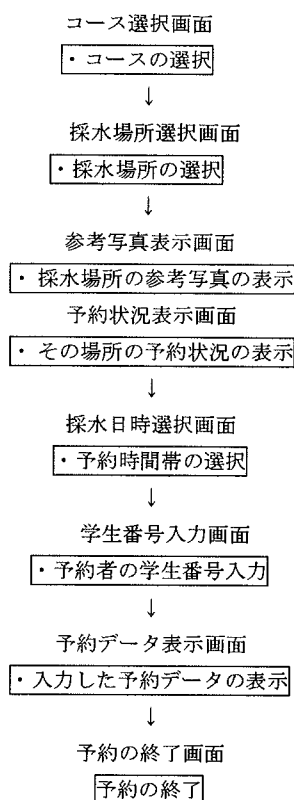 コース選択画面
・コースの選択
↓
採水場所選択画面
・採水場所の選択
↓
参考写真表示画面
・採水場所の参考写真の表示
予約状況表示画面
・その場所の予約状況の表示
↓
採水日時選択画面
・予約時間帯の選択
↓
学生番号入力画面
・予約者の学生番号入力
↓
予約データ表示画面
・入力した予約データの表示
↓
予約の終了画面
予約の終了